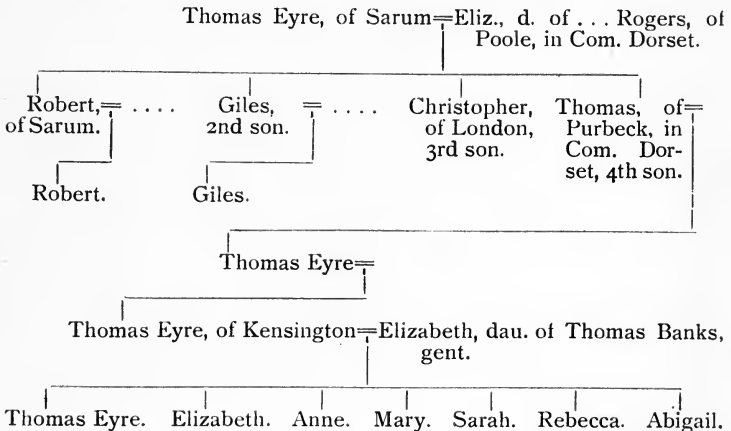 Thomas Eyre, of Sarum=Eliz., d. of ... Rogers, of
Poole, in Com. Dorset.
Robert,= ....
of Sarum.
Giles, = ....
2nd son.
Christopher,
of London,
3rd son.
Thomas, of=
Purbeck, in
Com. Dor-
set, 4th son.
Robert.
Giles.
Thomas Eyre=
Thomas Eyre, of Kensington=Elizabeth, dau. of Thomas Banks,
gent.
Thomas Eyre. Elizabeth. Anne. Mary. Sarah. Rebecca. Abigail.